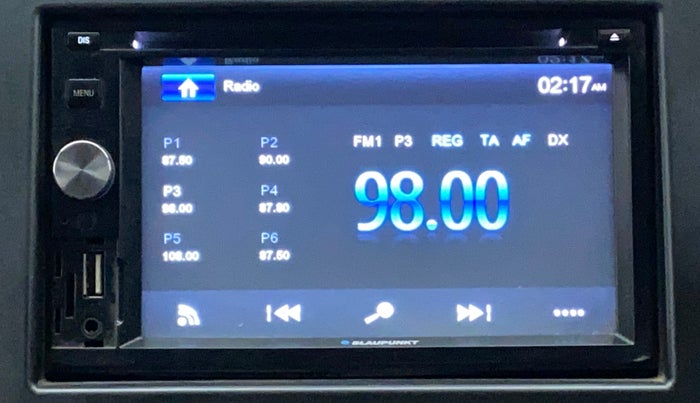 DIS
MENU
Radio
02:17AM
P1 P2
87.50 90.00
P3 P4
98.00 87.80
P5 P6
108.00 87.50
FM1 P3 REG TA AF DX
98.00
BLAUPUNKT